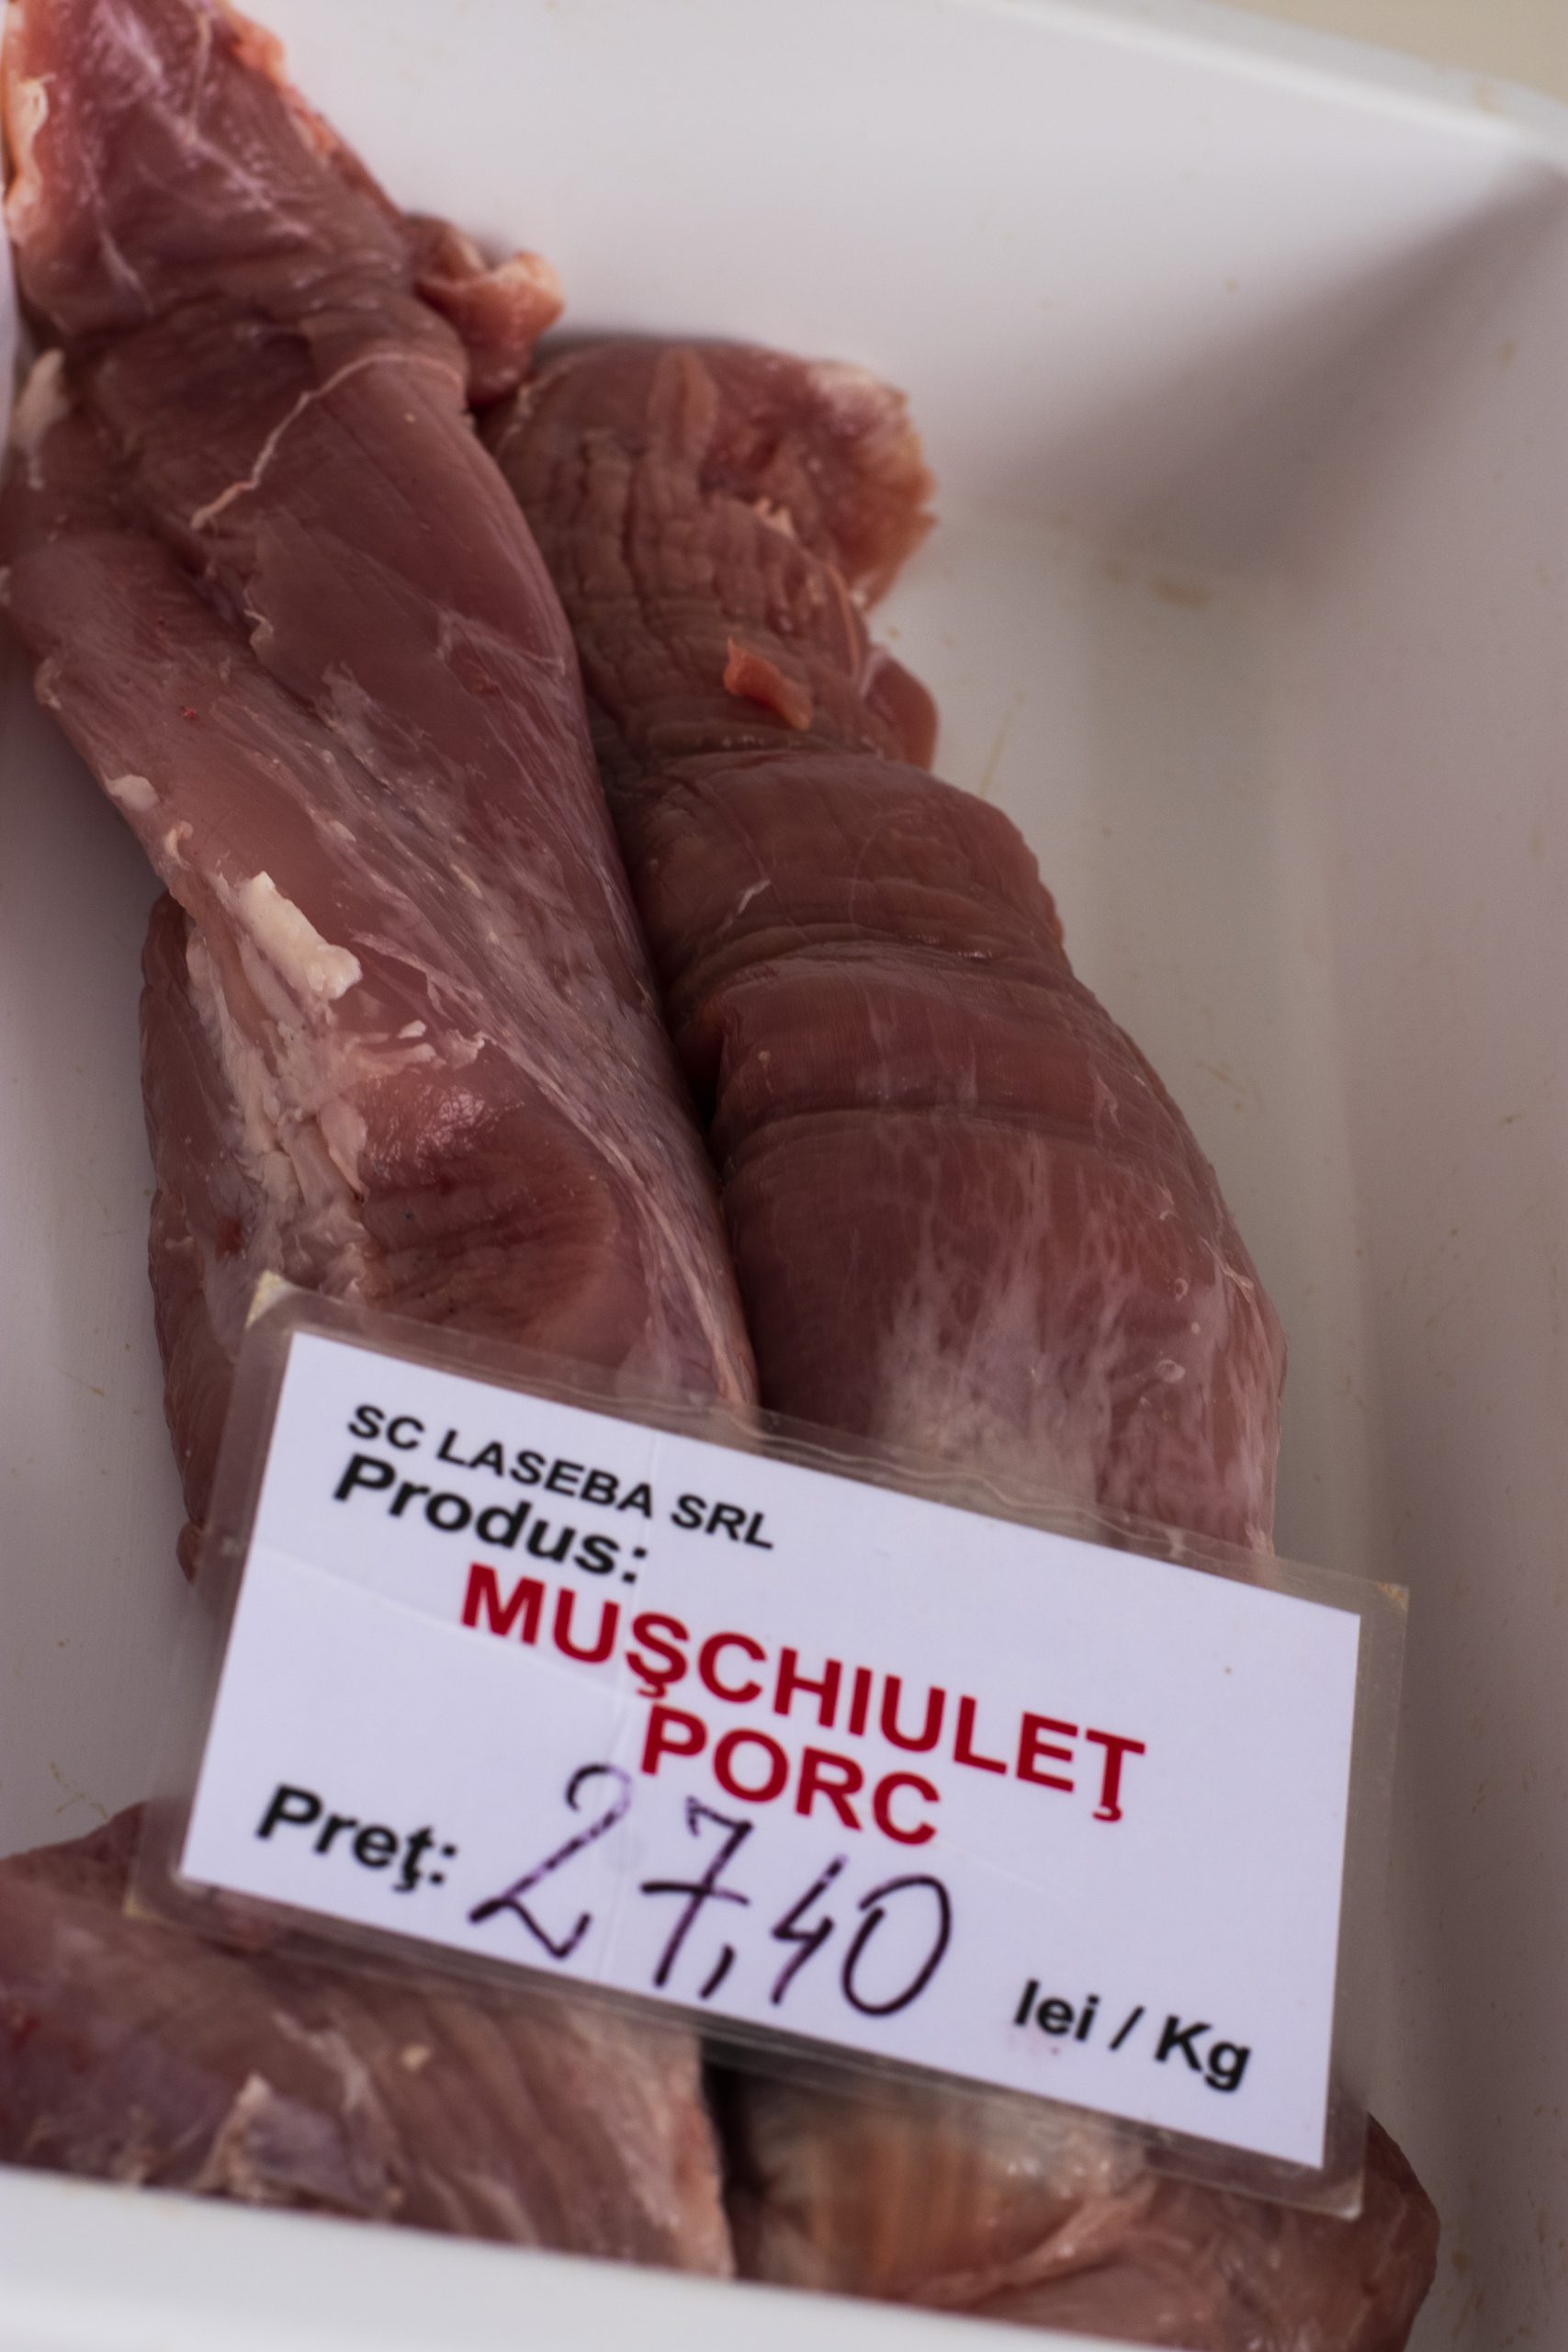 SC LASEBA SRL
Produs:
MUŞCHIULEŢ
PORC
Preţ: 27,40 lei / Kg